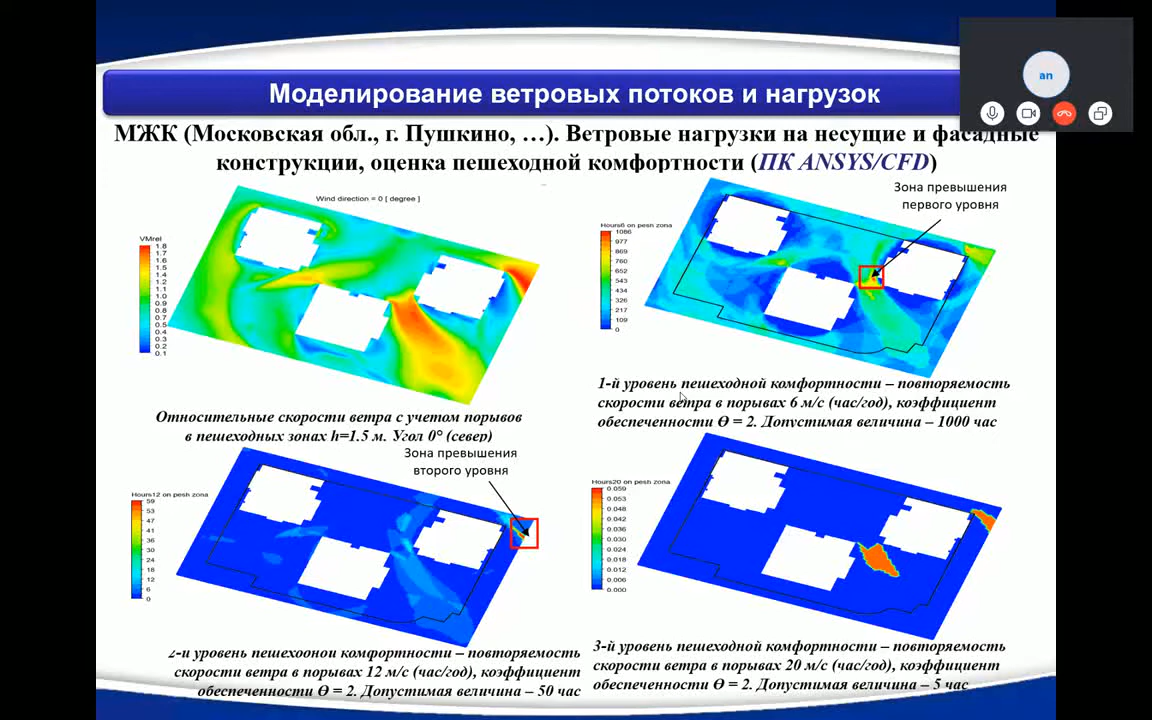 an
Моделирование ветровых потоков и нагрузок
МЖК (Московская обл., г. Пушкино, …). Ветровые нагрузки на несущие и фасадные
конструкции, оценка пешеходной комфортности (ПК ANSYS/CFD)
Wind direction = 0 [ degree ]
VMrel
1.8
1.7
1.6
1.5
1.4
1.2
1.1
1.0
0.9
0.8
0.7
0.5
0.4
0.3
0.2
0.1
Относительные скорости ветра с учетом порывов
в пешеходных зонах h=1.5 м. Угол 0° (север)
Зона превышения
первого уровня
Hours6 on pesh zona
1086
977
869
760
652
543
434
326
217
109
0
1-й уровень пешеходной комфортности – повторяемость
скорости ветра в порывах 6 м/с (час/год), коэффициент
обеспеченности Ө = 2. Допустимая величина – 1000 час
Зона превышения
второго уровня
Hours12 on pesh zona
59
53
47
41
36
30
24
18
12
6
0
2-й уровень пешеходной комфортности – повторяемость
скорости ветра в порывах 12 м/с (час/год), коэффициент
обеспеченности Ө = 2. Допустимая величина – 50 час
Hours20 on pesh zona
0.059
0.053
0.048
0.042
0.036
0.030
0.024
0.018
0.012
0.006
0.000
3-й уровень пешеходной комфортности – повторяемость
скорости ветра в порывах 20 м/с (час/год), коэффициент
обеспеченности Ө = 2. Допустимая величина – 5 час